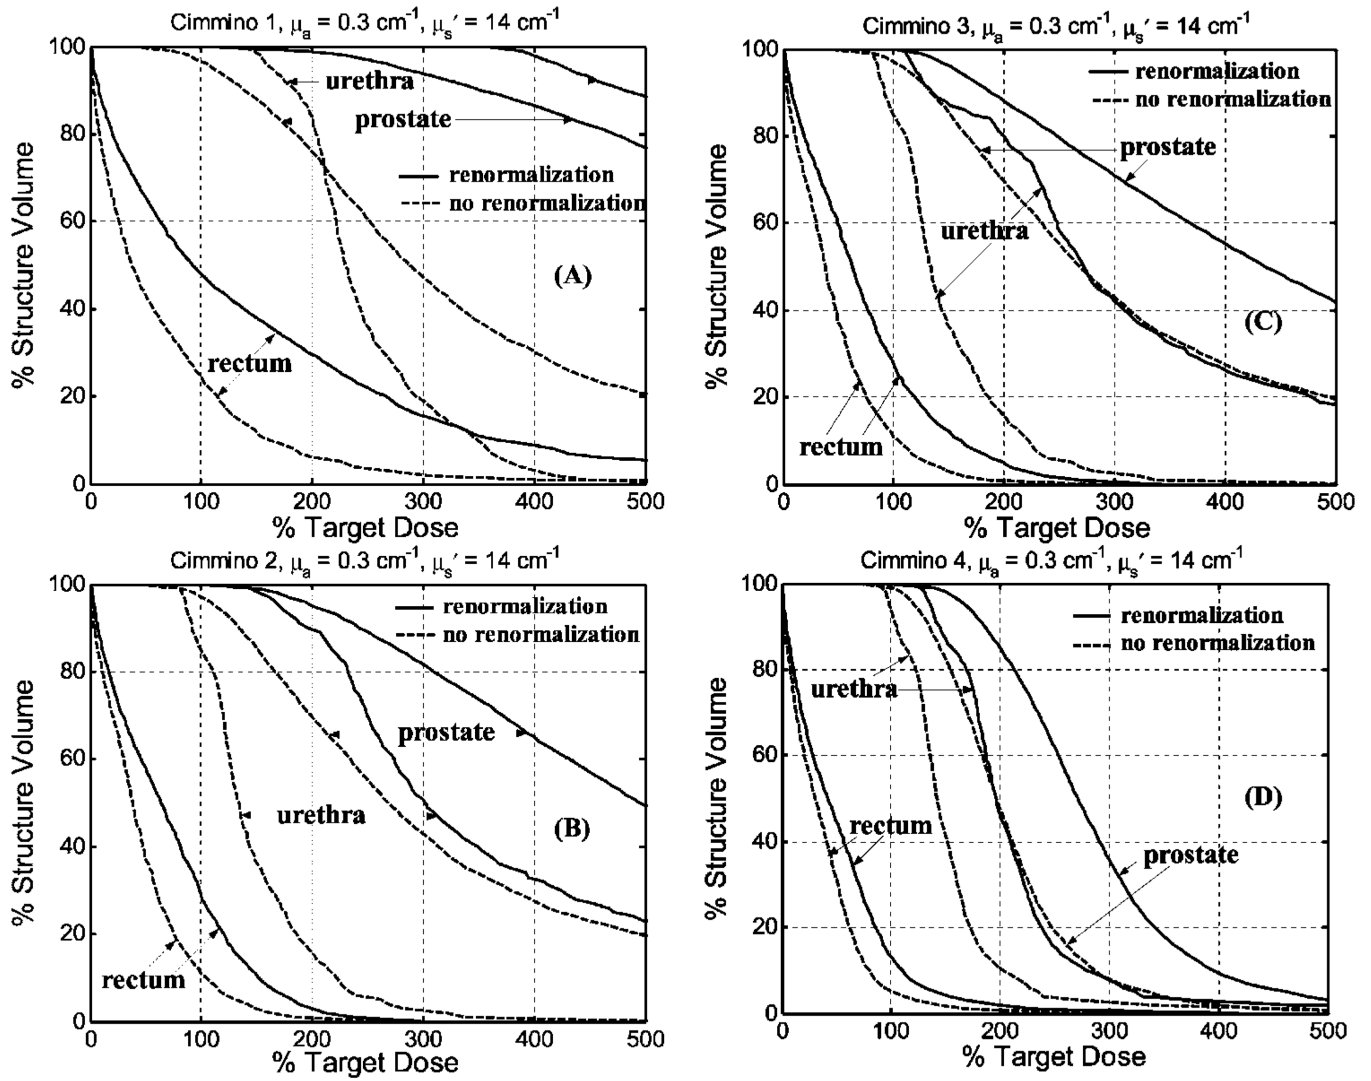 Cimmino 1, μa = 0.3 cm-1, μs′ = 14 cm-1
100
80
60
40
20
0
% Structure Volume
urethra
prostate
renormalization
no renormalization
(A)
rectum
0 100 200 300 400 500
% Target Dose
Cimmino 3, μa = 0.3 cm-1, μs′ = 14 cm-1
100
80
60
40
20
0
% Structure Volume
renormalization
no renormalization
prostate
urethra
(C)
rectum
0 100 200 300 400 500
% Target Dose
Cimmino 2, μa = 0.3 cm-1, μs′ = 14 cm-1
100
80
60
40
20
0
% Structure Volume
renormalization
no renormalization
prostate
urethra
(B)
rectum
0 100 200 300 400 500
% Target Dose
Cimmino 4, μa = 0.3 cm-1, μs′ = 14 cm-1
100
80
60
40
20
0
% Structure Volume
renormalization
no renormalization
urethra
(D)
rectum
prostate
0 100 200 300 400 500
% Target Dose